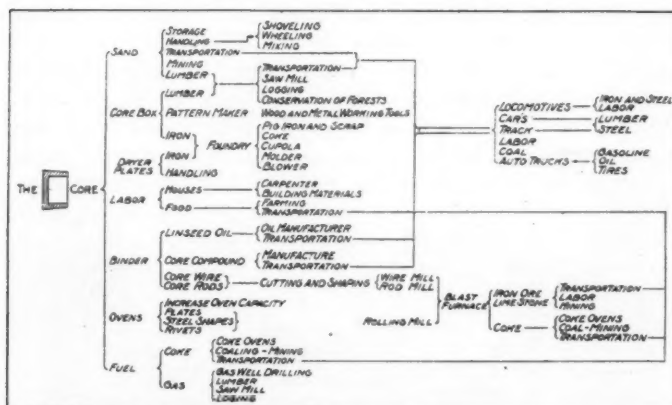 THE CORE
SAND
STORAGE
HANDLING
SHOVELING
WHEELING
MIXING
TRANSPORTATION
MINING
LUMBER
TRANSPORTATION
SAW MILL
LOGGING
CONSERVATION OF FORESTS
CORE BOX
LUMBER
PATTERN MAKER
WOOD AND METAL WORKING TOOLS
IRON
FOUNDRY
PIG IRON AND SCRAP
COKE
CUPOLA
MOLDER
BLOWER
DRYER PLATES
IRON
HANDLING
LABOR
HOUSES
CARPENTER
BUILDING MATERIALS
FOOD
FARMING
TRANSPORTATION
BINDER
LINSEED OIL
OIL MANUFACTURER
TRANSPORTATION
CORE COMPOUND
MANUFACTURE
TRANSPORTATION
CORE WIRE
CORE RODS
CUTTING AND SHAPING
WIRE MILL
ROD MILL
ROLLING MILL
BLAST FURNACE
IRON ORE
LIME STONE
TRANSPORTATION
LABOR
MINING
COKE
COKE OVENS
COAL-MINING
TRANSPORTATION
OVENS
INCREASE OVEN CAPACITY
PLATES
STEEL SHAPES
RIVETS
FUEL
COKE
COKE OVENS
COALING-MINING
TRANSPORTATION
GAS
GAS WELL DRILLING
LUMBER
SAW MILL
LOGING
LOCOMOTIVES
IRON AND STEEL
LABOR
CARS
TRACK
LUMBER
STEEL
LABOR
COAL
AUTO TRUCKS
GASOLINE
OIL
TIRES